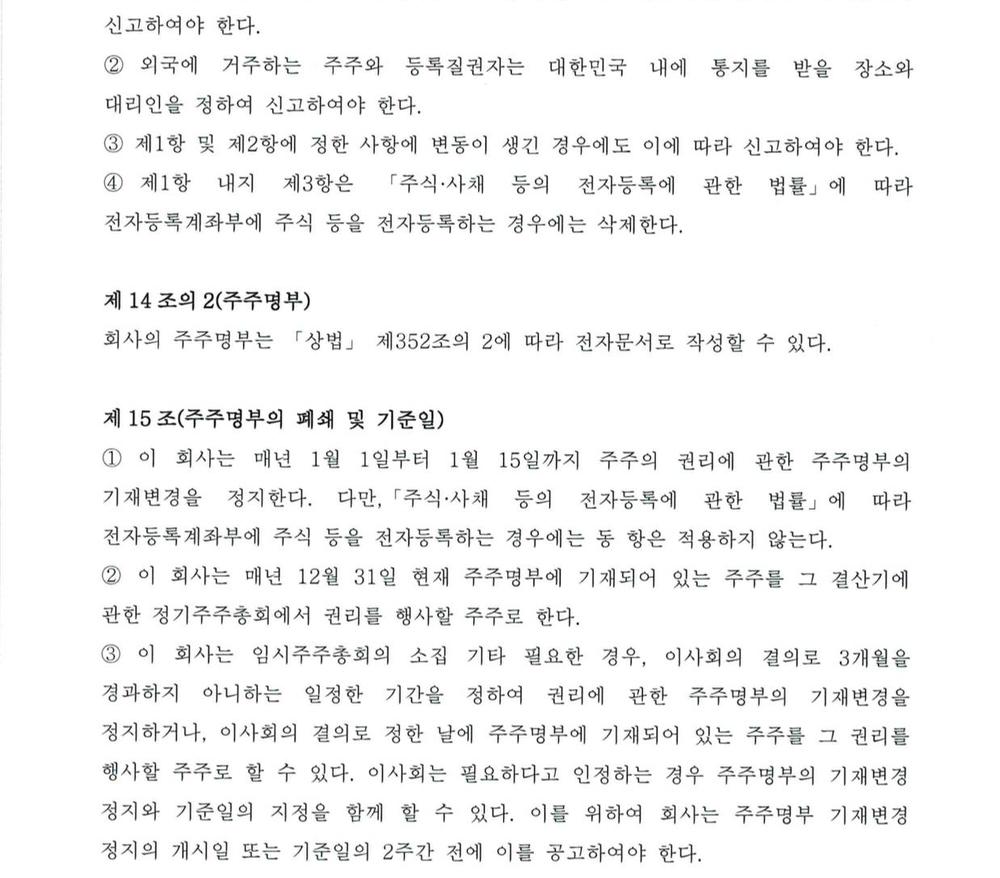 신고하여야 한다.
② 외국에 거주하는 주주와 등록질권자는 대한민국 내에 통지를 받을 장소와
대리인을 정하여 신고하여야 한다.
③ 제1항 및 제2항에 정한 사항에 변동이 생긴 경우에도 이에 따라 신고하여야 한다.
④ 제1항 내지 제3항은 「주식·사채 등의 전자등록에 관한 법률」에 따라
전자등록계좌부에 주식 등을 전자등록하는 경우에는 삭제한다.
제 14 조의 2(주주명부)
회사의 주주명부는 「상법」 제352조의 2에 따라 전자문서로 작성할 수 있다.
제 15 조(주주명부의 폐쇄 및 기준일)
① 이 회사는 매년 1월 1일부터 1월 15일까지 주주의 권리에 관한 주주명부의
기재변경을 정지한다. 다만,「주식·사채 등의 전자등록에 관한 법률」에 따라
전자등록계좌부에 주식 등을 전자등록하는 경우에는 동 항은 적용하지 않는다.
② 이 회사는 매년 12월 31일 현재 주주명부에 기재되어 있는 주주를 그 결산기에
관한 정기주주총회에서 권리를 행사할 주주로 한다.
③ 이 회사는 임시주주총회의 소집 기타 필요한 경우, 이사회의 결의로 3개월을
경과하지 아니하는 일정한 기간을 정하여 권리에 관한 주주명부의 기재변경을
정지하거나, 이사회의 결의로 정한 날에 주주명부에 기재되어 있는 주주를 그 권리를
행사할 주주로 할 수 있다. 이사회는 필요하다고 인정하는 경우 주주명부의 기재변경
정지와 기준일의 지정을 함께 할 수 있다. 이를 위하여 회사는 주주명부 기재변경
정지의 개시일 또는 기준일의 2주간 전에 이를 공고하여야 한다.